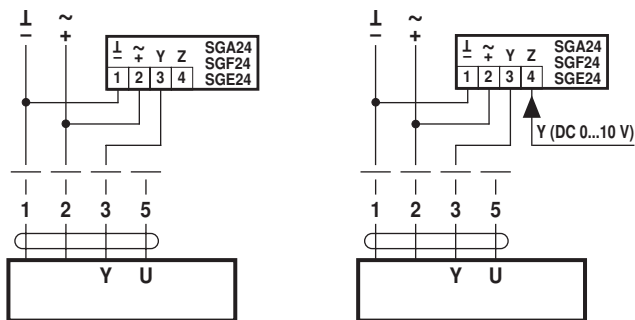 ⊥ ~
– +
⊥ ~ Y Z SGA24
– + SGF24
1 2 3 4 SGE24
1 2 3 5
Y U
⊥ ~
– +
⊥ ~ Y Z SGA24
– + SGF24
1 2 3 4 SGE24
Y (DC 0...10 V)
1 2 3 5
Y U